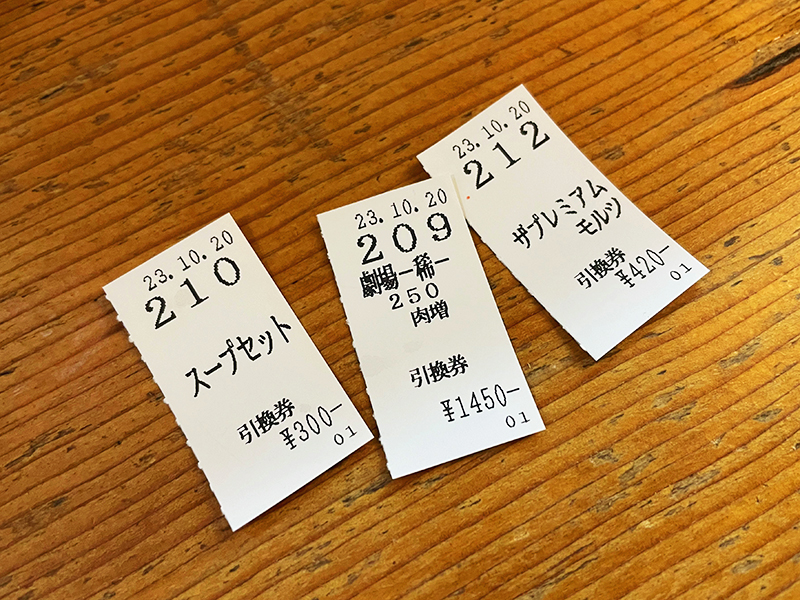 23.10.20
210
スープセット
引換券
¥300-
01
23.10.20
209
劇場-稀-
250
肉増
引換券
¥1450-
01
23.10.20
212
ザプレミアム
モルツ
引換券
¥420-
01